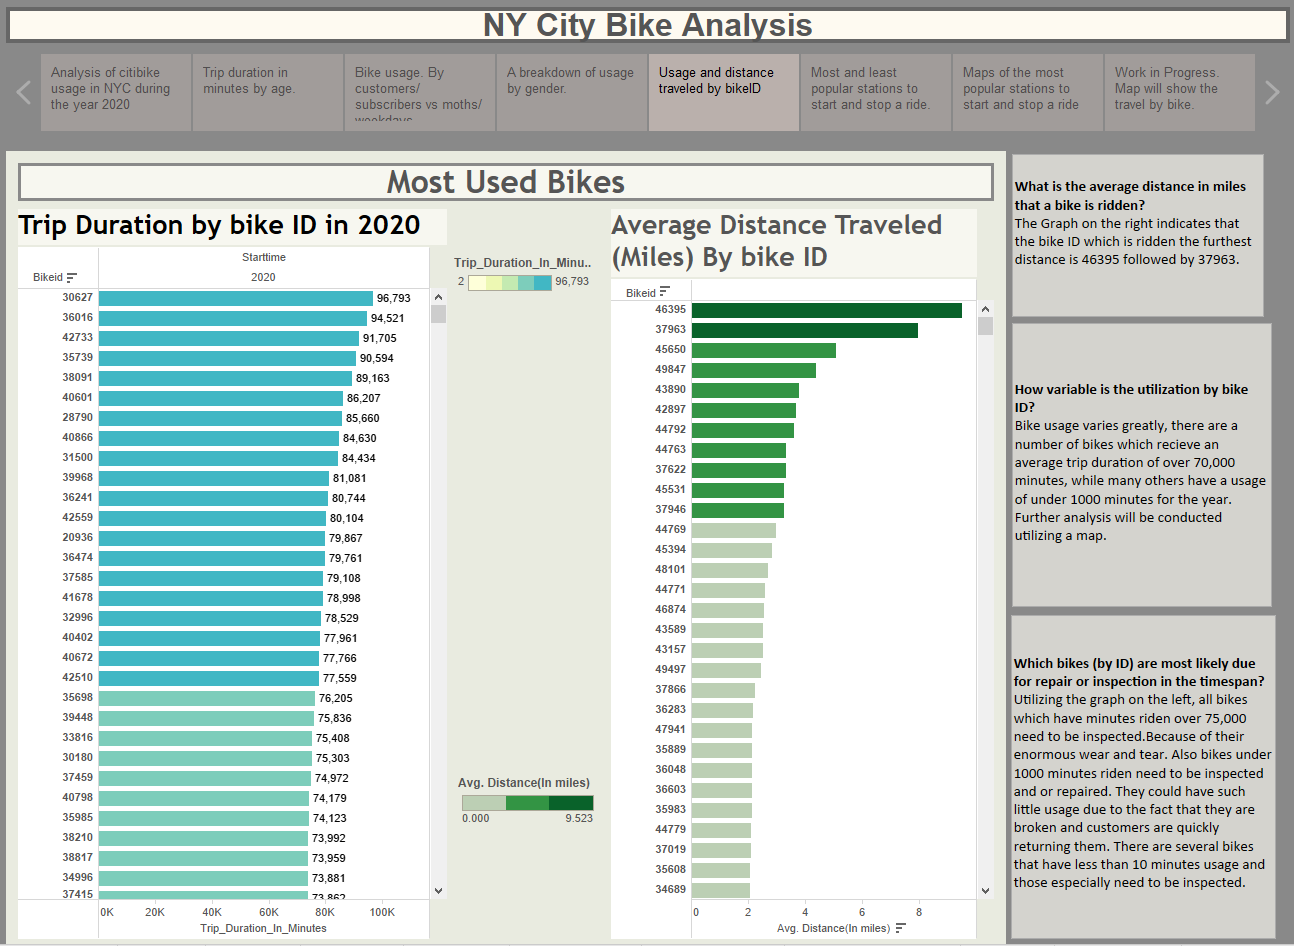 NY City Bike Analysis
Analysis of citibike
usage in NYC during
the year 2020
Trip duration in
minutes by age.
Bike usage. By
customers/
subscribers vs moths/
weekdays
A breakdown of usage
by gender.
Usage and distance
traveled by bikeID
Most and least
popular stations to
start and stop a ride.
Maps of the most
popular stations to
start and stop a ride
Work in Progress.
Map will show the
travel by bike.
Most Used Bikes
Trip Duration by bike ID in 2020
Starttime
Bikeid
2020
30627 96,793
36016 94,521
42733 91,705
35739 90,594
38091 89,163
40601 86,207
28790 85,660
40866 84,630
31500 84,434
39968 81,081
36241 80,744
42559 80,104
20936 79,867
36474 79,761
37585 79,108
41678 78,998
32996 78,529
40402 77,961
40672 77,766
42510 77,559
35698 76,205
39448 75,836
33816 75,408
30180 75,303
37459 74,972
40798 74,179
35985 74,123
38210 73,992
38817 73,959
34996 73,881
37415 73,862
0K 20K 40K 60K 80K 100K
Trip_Duration_In_Minutes
Trip_Duration_In_Minu..
2 96,793
Avg. Distance(In miles)
0.000 9.523
Average Distance Traveled
(Miles) By bike ID
Bikeid
46395
37963
45650
49847
43890
42897
44792
44763
37622
45531
37946
44769
45394
48101
44771
46874
43589
43157
49497
37866
36283
47941
35889
36048
36603
35983
44779
37019
35608
34689
0 2 4 6 8
Avg. Distance(In miles)
What is the average distance in miles
that a bike is ridden?
The Graph on the right indicates that
the bike ID which is ridden the furthest
distance is 46395 followed by 37963.
How variable is the utilization by bike
ID?
Bike usage varies greatly, there are a
number of bikes which recieve an
average trip duration of over 70,000
minutes, while many others have a usage
of under 1000 minutes for the year.
Further analysis will be conducted
utilizing a map.
Which bikes (by ID) are most likely due
for repair or inspection in the timespan?
Utilizing the graph on the left, all bikes
which have minutes riden over 75,000
need to be inspected.Because of their
enormous wear and tear. Also bikes under
1000 minutes riden need to be inspected
and or repaired. They could have such
little usage due to the fact that they are
broken and customers are quickly
returning them. There are several bikes
that have less than 10 minutes usage and
those especially need to be inspected.